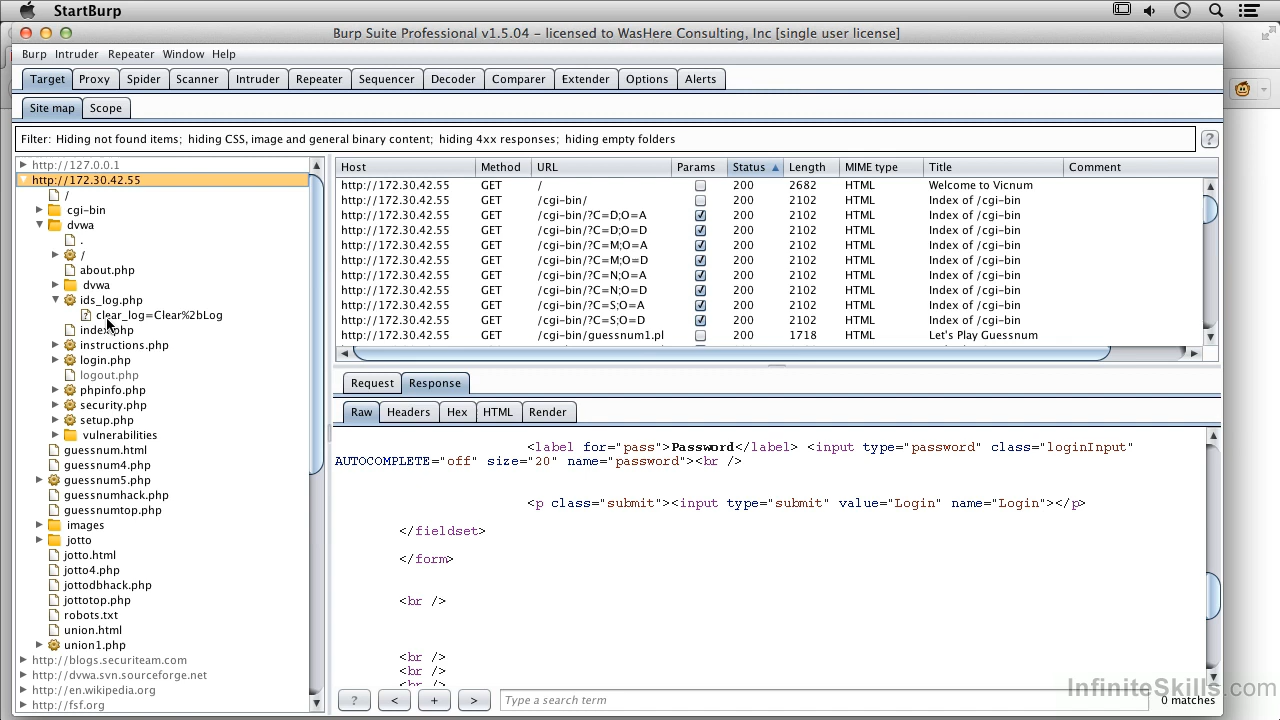 StartBurp
Burp Suite Professional v1.5.04 – licensed to WasHere Consulting, Inc [single user license]
Burp Intruder Repeater Window Help
Target Proxy Spider Scanner Intruder Repeater Sequencer Decoder Comparer Extender Options Alerts
Site map Scope
Filter: Hiding not found items; hiding CSS, image and general binary content; hiding 4xx responses; hiding empty folders ?
http://127.0.0.1
http://172.30.42.55
/
cgi-bin
dvwa
.
/
about.php
dvwa
ids_log.php
clear_log=Clear%2bLog
index.php
instructions.php
login.php
logout.php
phpinfo.php
security.php
setup.php
vulnerabilities
guessnum.html
guessnum4.php
guessnum5.php
guessnumhack.php
guessnumtop.php
images
jotto
jotto.html
jotto4.php
jottodbhack.php
jottotop.php
robots.txt
union.html
union1.php
http://blogs.securiteam.com
http://dvwa.svn.sourceforge.net
http://en.wikipedia.org
http://fsf.org
Host Method URL Params Status Length MIME type Title Comment
http://172.30.42.55 GET / 200 2682 HTML Welcome to Vicnum
http://172.30.42.55 GET /cgi-bin/ 200 2102 HTML Index of /cgi-bin
http://172.30.42.55 GET /cgi-bin/?C=D;O=A 200 2102 HTML Index of /cgi-bin
http://172.30.42.55 GET /cgi-bin/?C=D;O=D 200 2102 HTML Index of /cgi-bin
http://172.30.42.55 GET /cgi-bin/?C=M;O=A 200 2102 HTML Index of /cgi-bin
http://172.30.42.55 GET /cgi-bin/?C=M;O=D 200 2102 HTML Index of /cgi-bin
http://172.30.42.55 GET /cgi-bin/?C=N;O=A 200 2102 HTML Index of /cgi-bin
http://172.30.42.55 GET /cgi-bin/?C=N;O=D 200 2102 HTML Index of /cgi-bin
http://172.30.42.55 GET /cgi-bin/?C=S;O=A 200 2102 HTML Index of /cgi-bin
http://172.30.42.55 GET /cgi-bin/?C=S;O=D 200 2102 HTML Index of /cgi-bin
http://172.30.42.55 GET /cgi-bin/guessnum1.pl 200 1718 HTML Let's Play Guessnum
Request Response
Raw Headers Hex HTML Render
<label for="pass">Password</label> <input type="password" class="loginInput"
AUTOCOMPLETE="off" size="20" name="password"><br />
<p class="submit"><input type="submit" value="Login" name="Login"></p>
</fieldset>
</form>
<br />
<br />
<br />
<br />
? < + > Type a search term 0 matches
InfiniteSkills.com